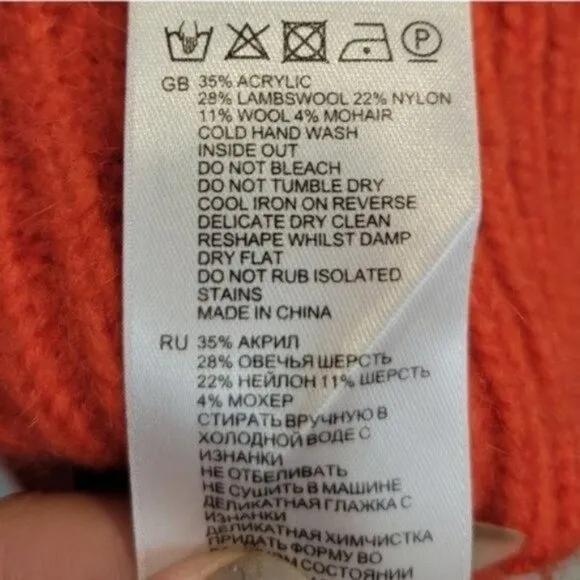 P
GB 35% ACRYLIC
28% LAMBSWOOL 22% NYLON
11% WOOL 4% MOHAIR
COLD HAND WASH
INSIDE OUT
DO NOT BLEACH
DO NOT TUMBLE DRY
COOL IRON ON REVERSE
DELICATE DRY CLEAN
RESHAPE WHILST DAMP
DRY FLAT
DO NOT RUB ISOLATED
STAINS
MADE IN CHINA
RU 35% АКРИЛ
28% ОВЕЧЬЯ ШЕРСТЬ
22% НЕЙЛОН 11% ШЕРСТЬ
4% МОХЕР
СТИРАТЬ ВРУЧНУЮ В
ХОЛОДНОЙ ВОДЕ С
ИЗНАНКИ
НЕ ОТБЕЛИВАТЬ
НЕ СУШИТЬ В МАШИНЕ
ДЕЛИКАТНАЯ ГЛАЖКА С
ИЗНАНКИ
ДЕЛИКАТНАЯ ХИМЧИСТКА
ПРИДАТЬ ФОРМУ ВО
СОСТОЯНИИ